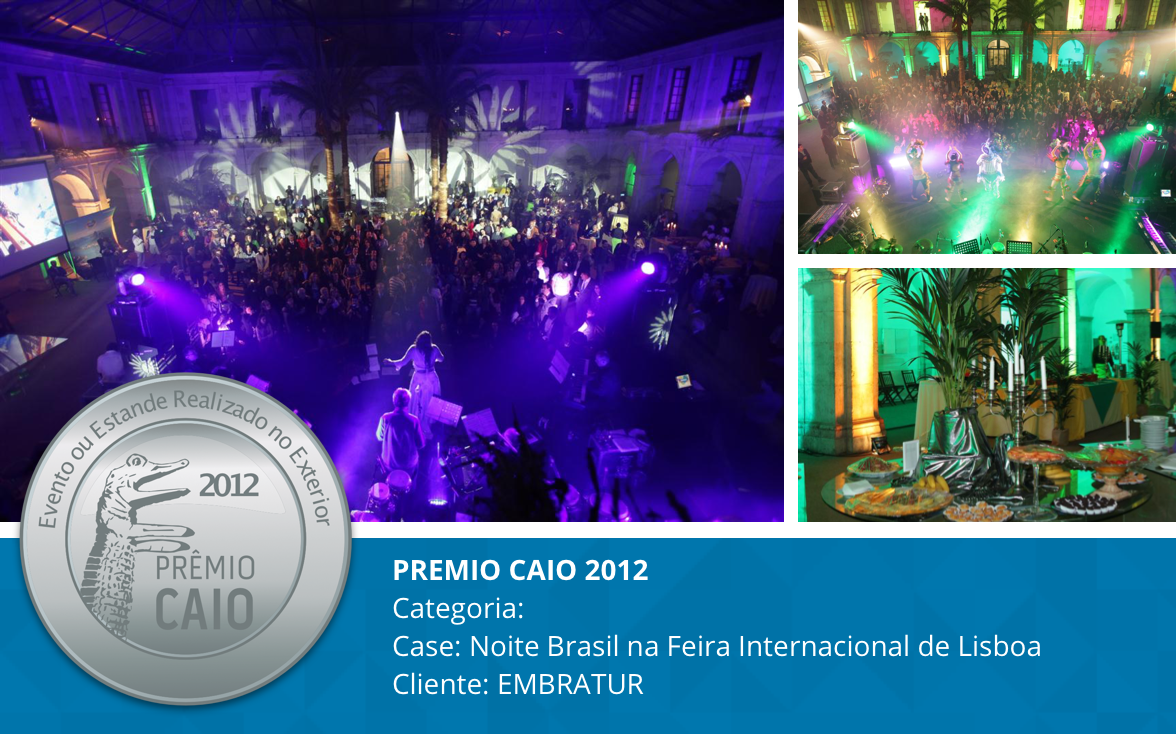 Evento ou Estande Realizado no Exterior
2012
PRÊMIO
CAIO
PREMIO CAIO 2012
Categoria:
Case: Noite Brasil na Feira Internacional de Lisboa
Cliente: EMBRATUR